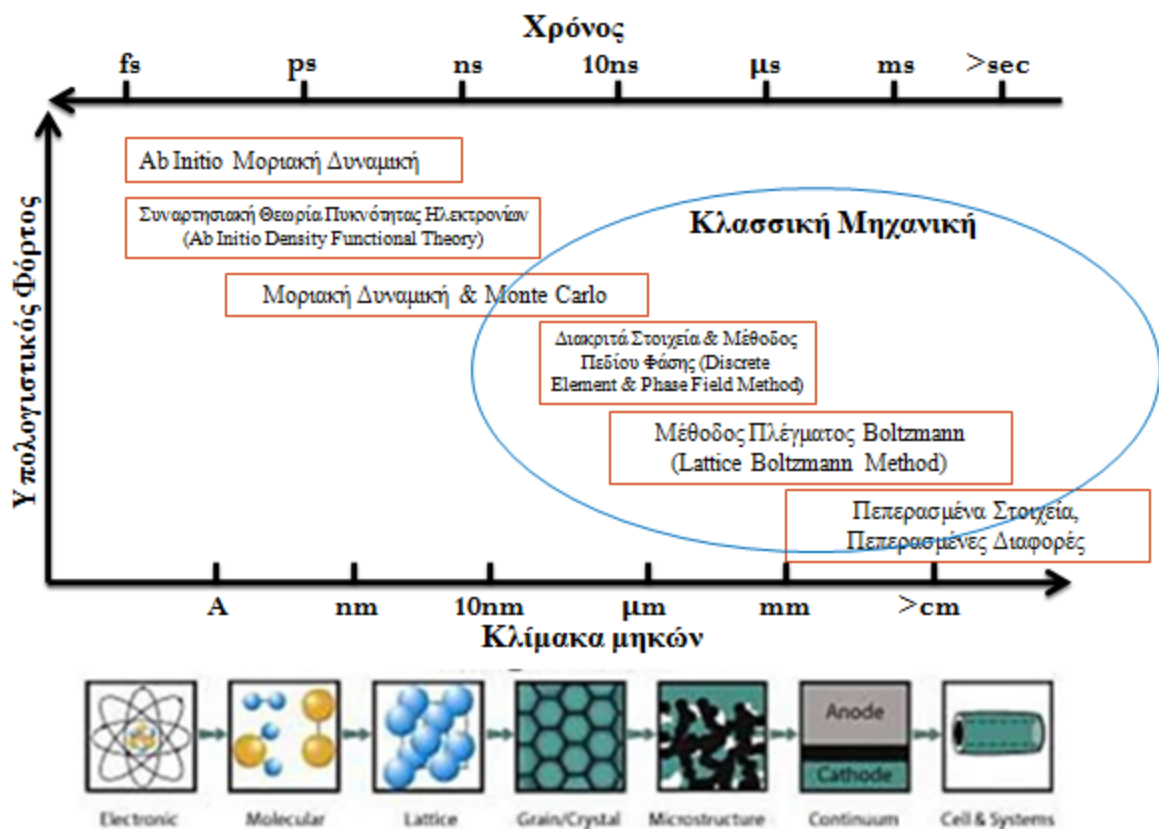 Χρόνος
fs ps ns 10ns μs ms >sec
Υπολογιστικός Φόρτος
Ab Initio Μοριακή Δυναμική
Συναρτησιακή Θεωρία Πυκνότητας Ηλεκτρονίων
(Ab Initio Density Functional Theory)
Κλασσική Μηχανική
Μοριακή Δυναμική & Monte Carlo
Διακριτά Στοιχεία & Μέθοδος
Πεδίου Φάσης (Discrete
Element & Phase Field Method)
Μέθοδος Πλέγματος Boltzmann
(Lattice Boltzmann Method)
Πεπερασμένα Στοιχεία,
Πεπερασμένες Διαφορές
A nm 10nm μm mm >cm
Κλίμακα μηκών
Anode
Cathode
Electronic Molecular Lattice Grain/Crystal Microstructure Continuum Cell & Systems